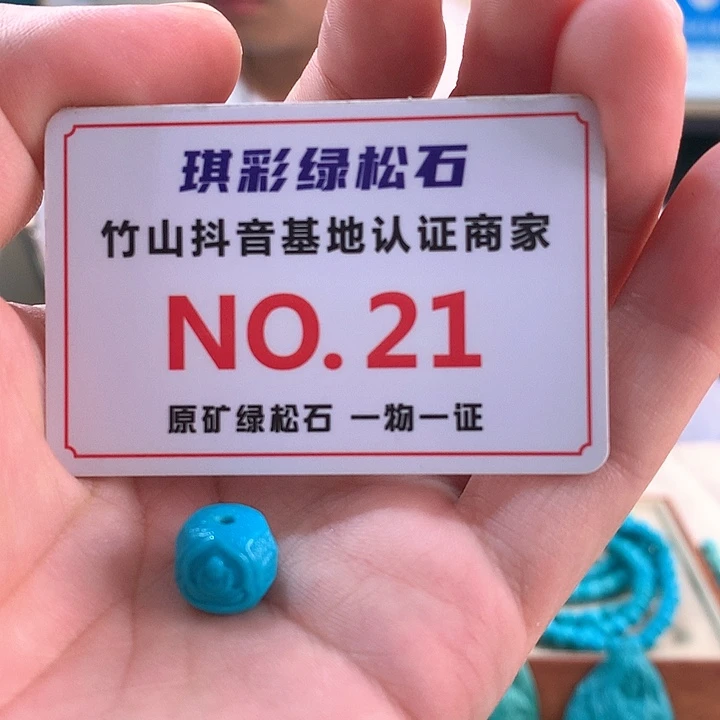 琪彩绿松石
竹山抖音基地认证商家
NO. 21
原矿绿松石 一物一证